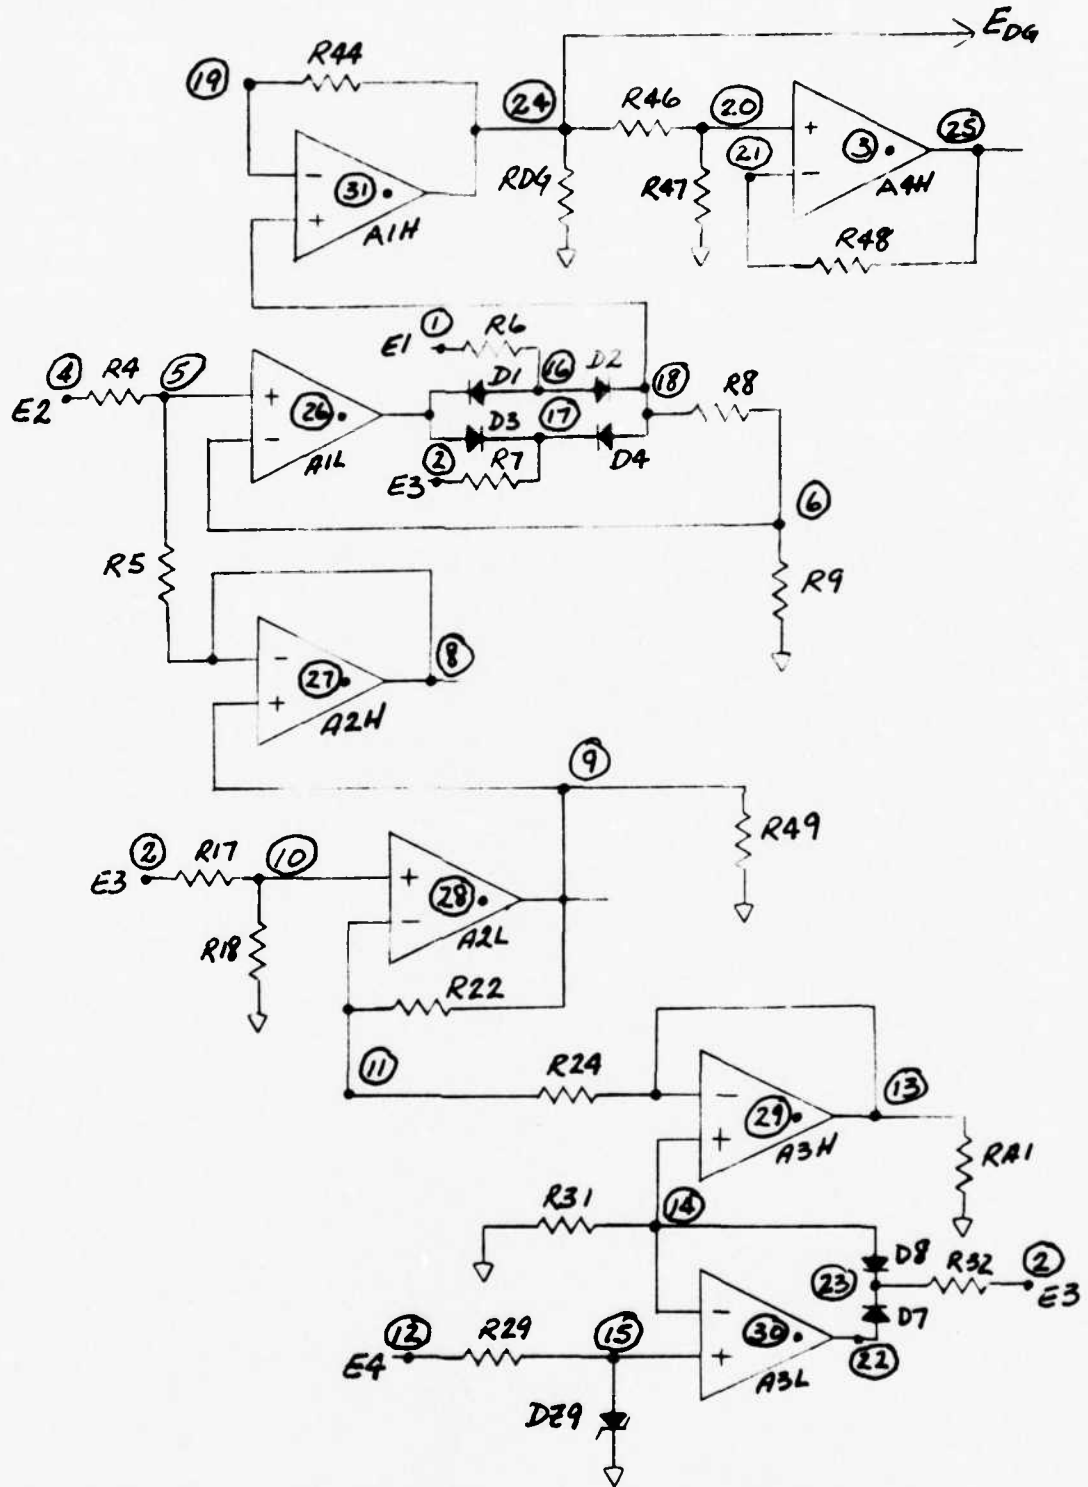 E_DG
R44
19
24
R46
20
21
3
25
A4H
RDG
R47
R48
31
A1H
E1 1 R6
4 R4 5
E2
16 D2
D1
18
R8
26
A1L
D3
17
D4
2
R7
E3
6
R5
R9
27
8
A2H
9
R49
2 R17 10
E3
28
A2L
R18
R22
11
R24
13
29
A3H
RA1
R31
14
D8
R32
2
23
E3
D7
12 R29 15
30
22
E4
A3L
DZ9